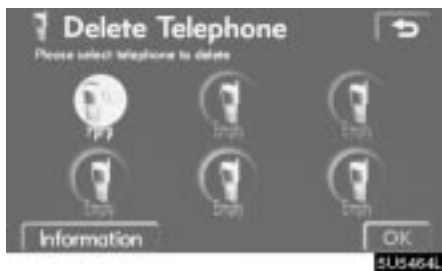 Delete Telephone
Please select telephone to delete
Empty Empty
Empty Empty Empty
Information OK
5U5464L